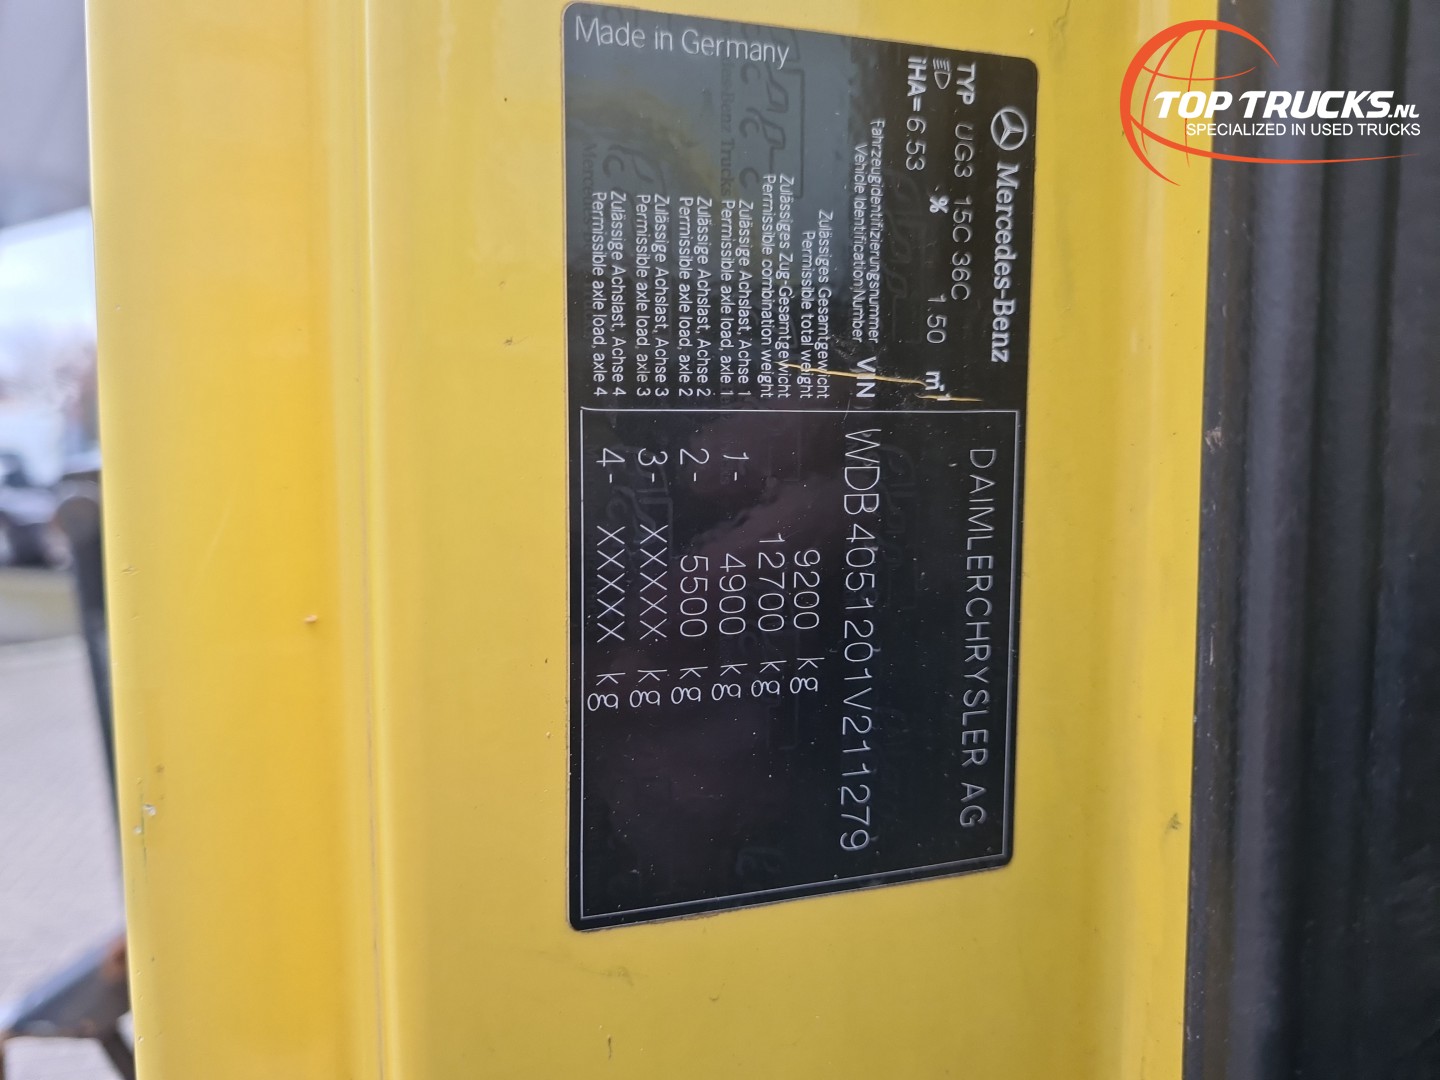 TOP TRUCKS.NL
SPECIALIZED IN USED TRUCKS
Made in Germany
Mercedes-Benz
DAIMLERCHRYSLER AG
TYP UG3 15C 36C
% 1.50 m⁻¹
iHA= 6.53
Fahrzeugidentifizierungsnummer
Vehicle Identification Number VIN WDB4051201V211279
Zulässiges Gesamtgewicht
Permissible total weight 9200 kg
Zulässiges Zug-Gesamtgewicht
Permissible combination weight 12700 kg
Zulässige Achslast, Achse 1
Permissible axle load, axle 1 1- 4900 kg
Zulässige Achslast, Achse 2
Permissible axle load, axle 2 2- 5500 kg
Zulässige Achslast, Achse 3
Permissible axle load, axle 3 3- XXXXX kg
Zulässige Achslast, Achse 4
Permissible axle load, axle 4 4- XXXXX kg